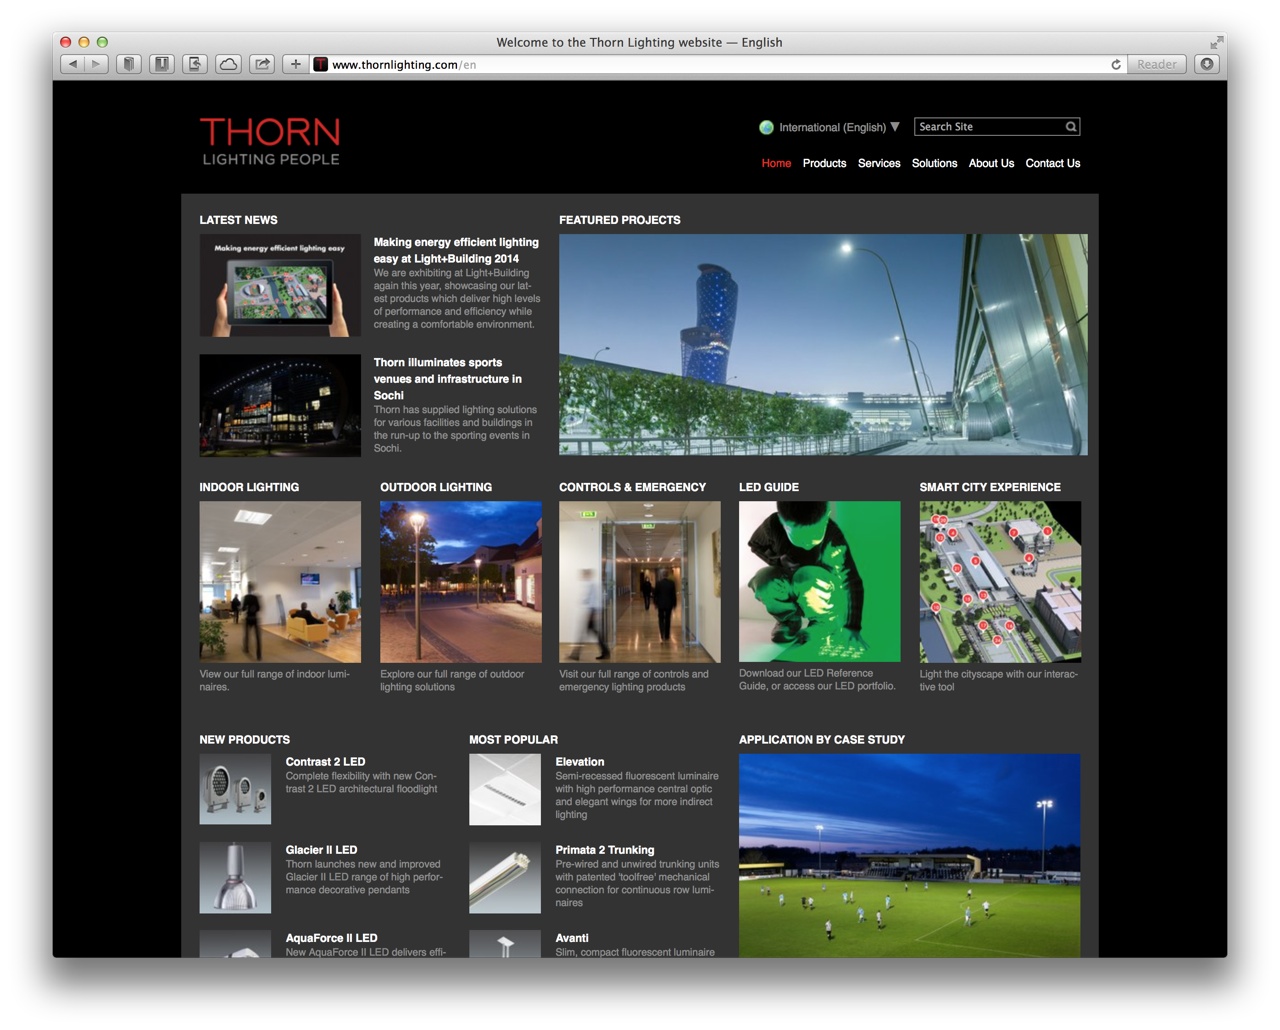 Welcome to the Thorn Lighting website — English
www.thornlighting.com/en
Reader
THORN
LIGHTING PEOPLE
International (English)
Search Site
Home
Products
Services
Solutions
About Us
Contact Us
LATEST NEWS
Making energy efficient lighting easy
Making energy efficient lighting
easy at Light+Building 2014
We are exhibiting at Light+Building
again this year, showcasing our lat-
est products which deliver high levels
of performance and efficiency while
creating a comfortable environment.
Thorn illuminates sports
venues and infrastructure in
Sochi
Thorn has supplied lighting solutions
for various facilities and buildings in
the run-up to the sporting events in
Sochi.
FEATURED PROJECTS
INDOOR LIGHTING
View our full range of indoor lumi-
naires.
OUTDOOR LIGHTING
Explore our full range of outdoor
lighting solutions
CONTROLS & EMERGENCY
Visit our full range of controls and
emergency lighting products
LED GUIDE
Download our LED Reference
Guide, or access our LED portfolio.
SMART CITY EXPERIENCE
Light the cityscape with our interac-
tive tool
NEW PRODUCTS
Contrast 2 LED
Complete flexibility with new Con-
trast 2 LED architectural floodlight
Glacier II LED
Thorn launches new and improved
Glacier II LED range of high perfor-
mance decorative pendants
AquaForce II LED
New AquaForce II LED delivers effi-
MOST POPULAR
Elevation
Semi-recessed fluorescent luminaire
with high performance central optic
and elegant wings for more indirect
lighting
Primata 2 Trunking
Pre-wired and unwired trunking units
with patented 'toolfree' mechanical
connection for continuous row lumi-
naires
Avanti
Slim, compact fluorescent luminaire
APPLICATION BY CASE STUDY